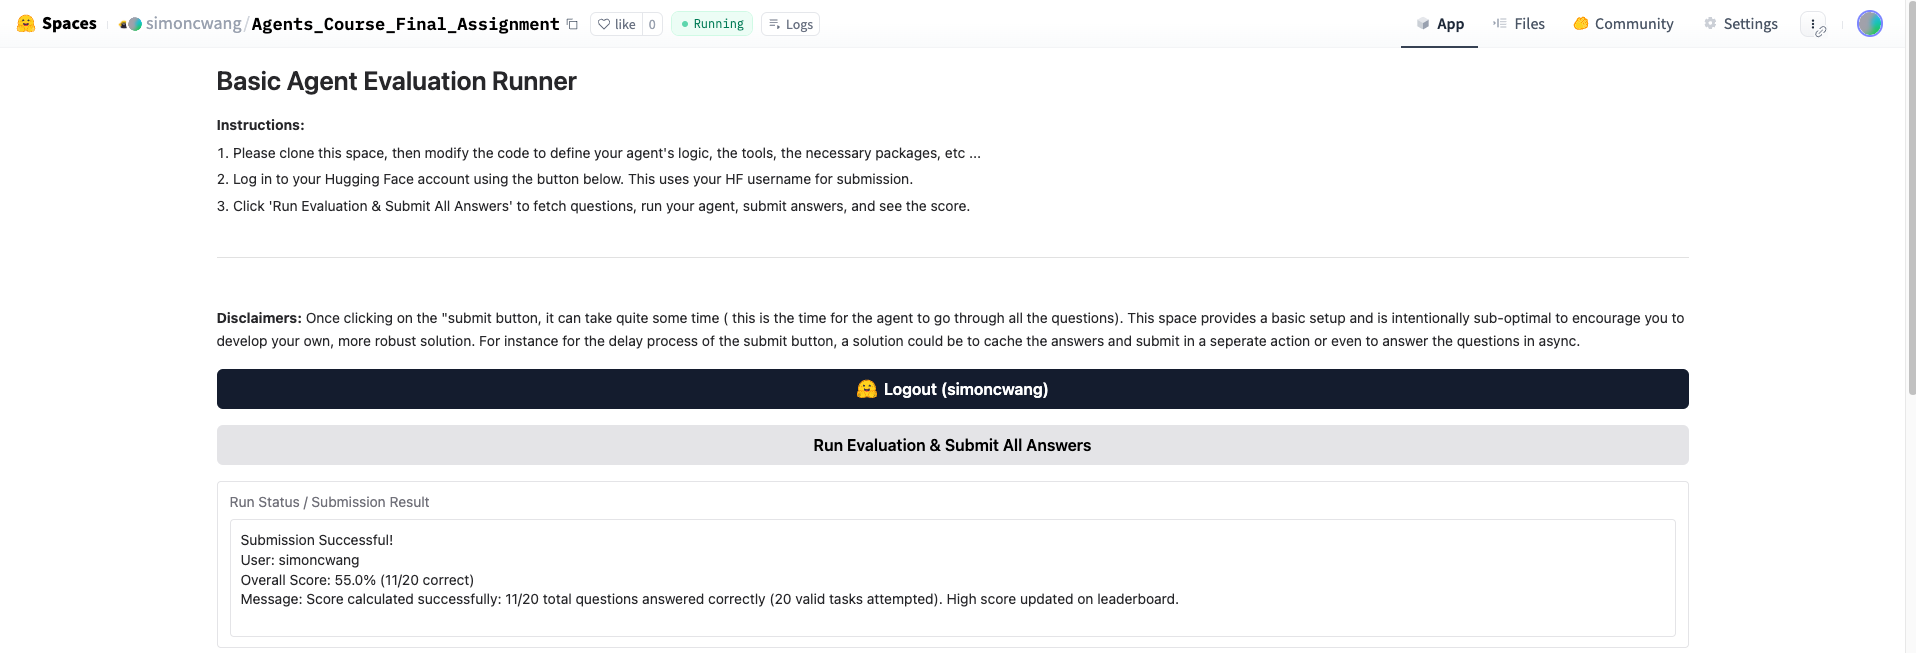 Spaces
simoncwang/Agents_Course_Final_Assignment
like 0
Running
Logs
App
Files
Community
Settings
Basic Agent Evaluation Runner
Instructions:
1. Please clone this space, then modify the code to define your agent's logic, the tools, the necessary packages, etc ...
2. Log in to your Hugging Face account using the button below. This uses your HF username for submission.
3. Click 'Run Evaluation & Submit All Answers' to fetch questions, run your agent, submit answers, and see the score.
Disclaimers: Once clicking on the "submit button, it can take quite some time ( this is the time for the agent to go through all the questions). This space provides a basic setup and is intentionally sub-optimal to encourage you to
develop your own, more robust solution. For instance for the delay process of the submit button, a solution could be to cache the answers and submit in a seperate action or even to answer the questions in async.
Logout (simoncwang)
Run Evaluation & Submit All Answers
Run Status / Submission Result
Submission Successful!
User: simoncwang
Overall Score: 55.0% (11/20 correct)
Message: Score calculated successfully: 11/20 total questions answered correctly (20 valid tasks attempted). High score updated on leaderboard.